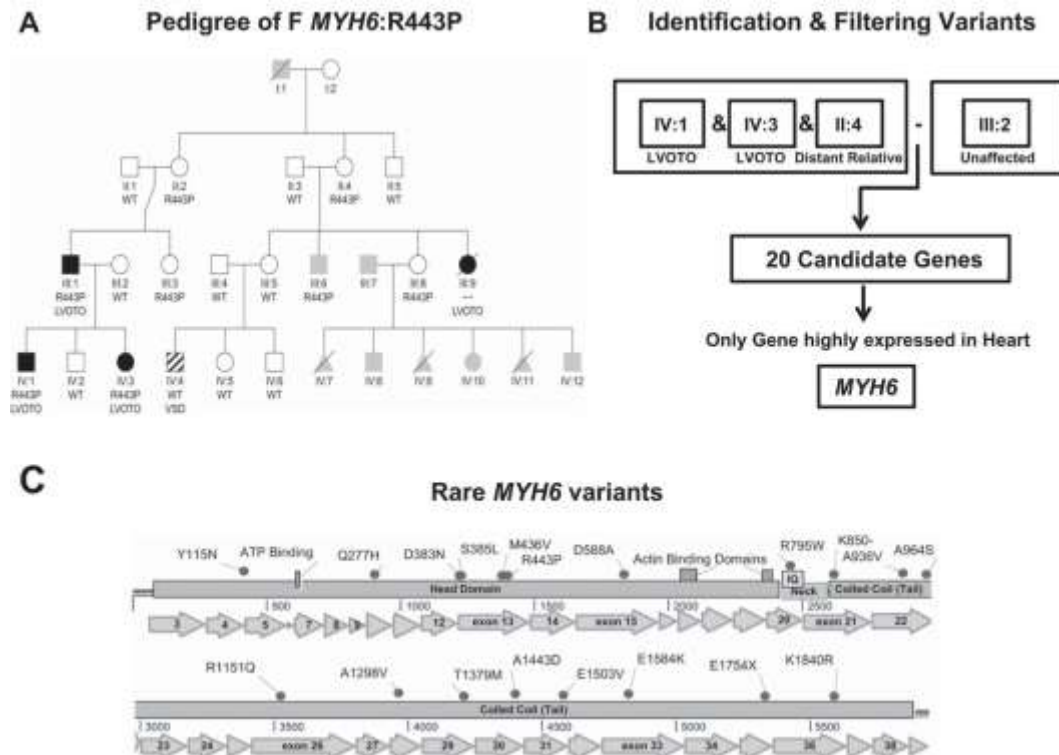 A Pedigree of F MYH6:R443P
I:1 I:2
II:1 II:2 II:3 II:4 II:5
WT R443P WT R443P WT
III:1 III:2 III:3 III:4 III:5 III:6 III:7 III:8 III:9
R443P WT R443P WT WT R443P R443P --
LVOTO LVOTO
IV:1 IV:2 IV:3 IV:4 IV:5 IV:6 IV:7 IV:8 IV:9 IV:10 IV:11 IV:12
R443P WT R443P WT WT WT
LVOTO LVOTO VSD
B Identification & Filtering Variants
IV:1 & IV:3 & II:4 - III:2
LVOTO LVOTO Distant Relative Unaffected
20 Candidate Genes
Only Gene highly expressed in Heart
MYH6
C Rare MYH6 variants
Y115N ATP Binding Q277H D383N S385L M436V R443P D588A Actin Binding Domains R795W K850- A936V A964S
Head Domain IQ Neck Coiled Coil (Tail)
500 1000 1500 2000 2500
3 4 5 7 8 9 12 exon 13 14 exon 15 20 exon 21 22
R1151Q A1298V T1379M A1443D E1503V E1584K E1754X K1840R
Coiled Coil (Tail)
3000 3500 4000 4500 5000 5500
23 24 exon 26 27 29 30 31 exon 33 34 36 38